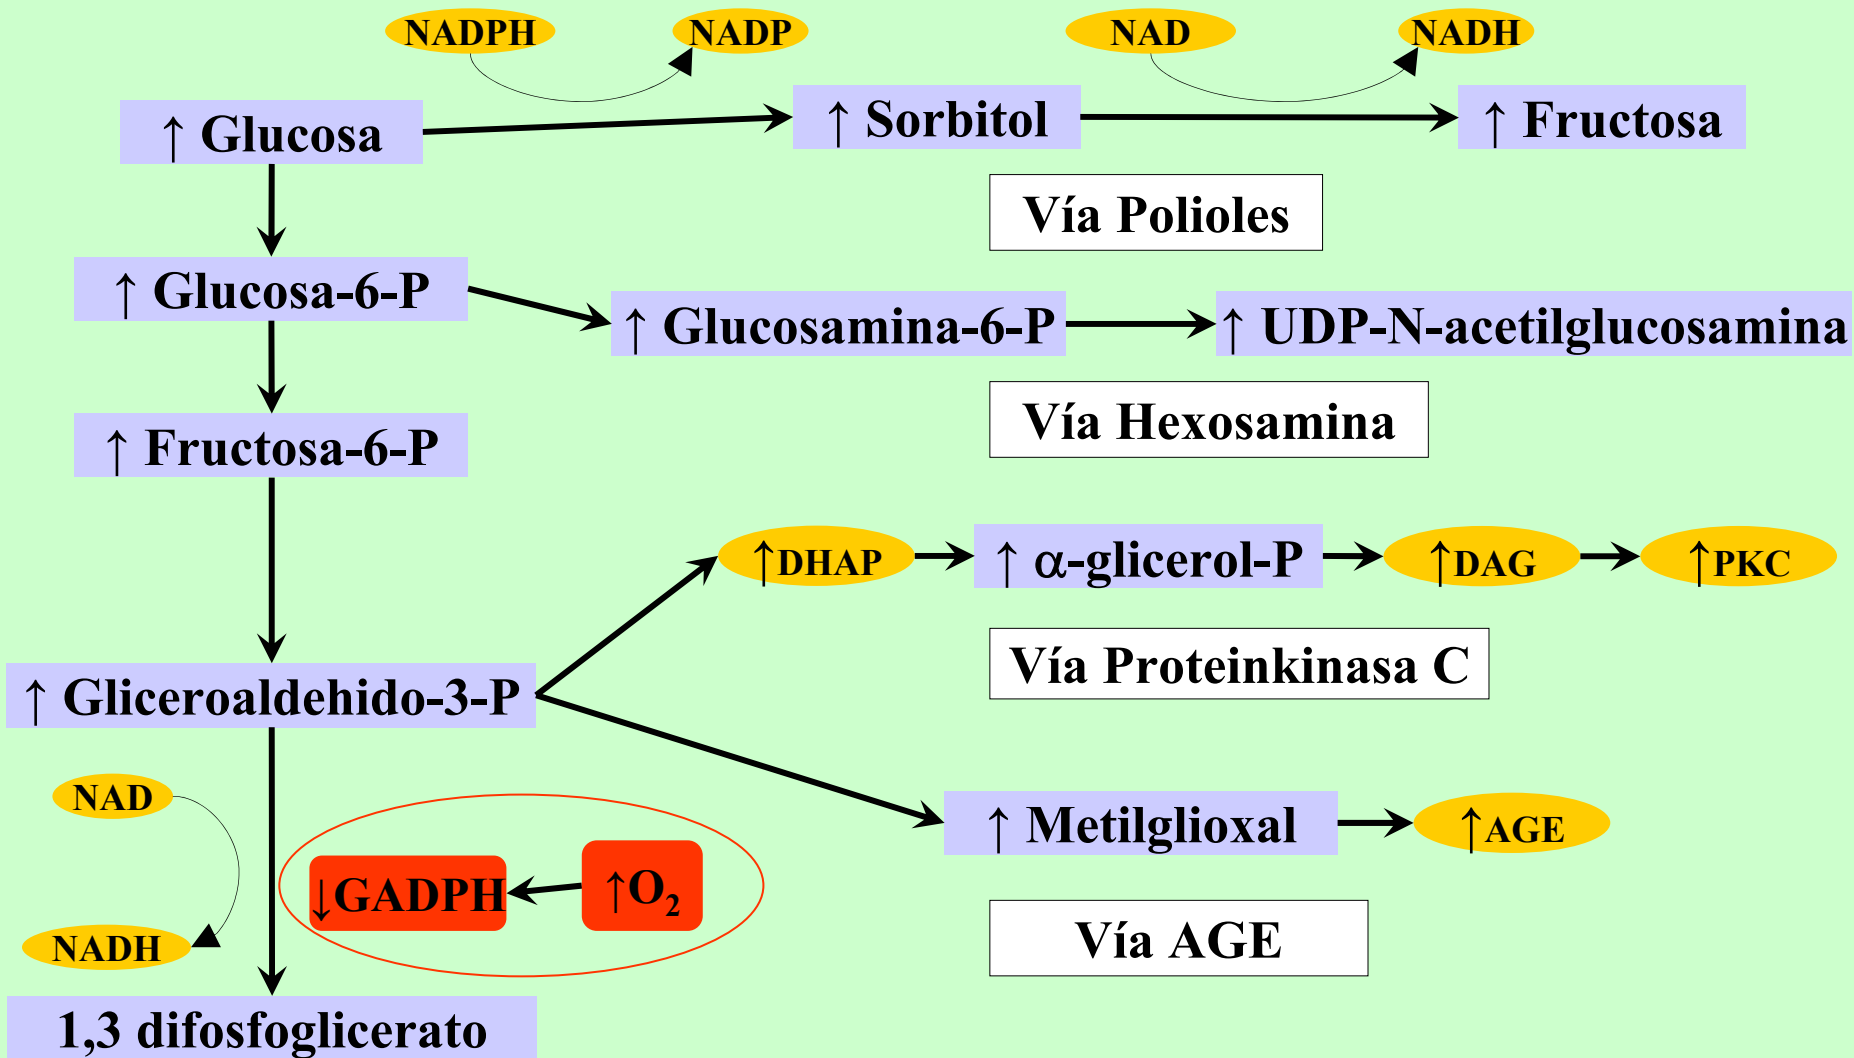 NADPH
NADP
NAD
NADH
↑ Glucosa
↑ Sorbitol
↑ Fructosa
Vía Polioles
↑ Glucosa-6-P
↑ Glucosamina-6-P
↑ UDP-N-acetilglucosamina
Vía Hexosamina
↑ Fructosa-6-P
↑DHAP
↑ α-glicerol-P
↑DAG
↑PKC
Vía Proteinkinasa C
↑ Gliceroaldehido-3-P
NAD
↑ Metilglioxal
↑AGE
↓GADPH
↑O₂
Vía AGE
NADH
1,3 difosfoglicerato